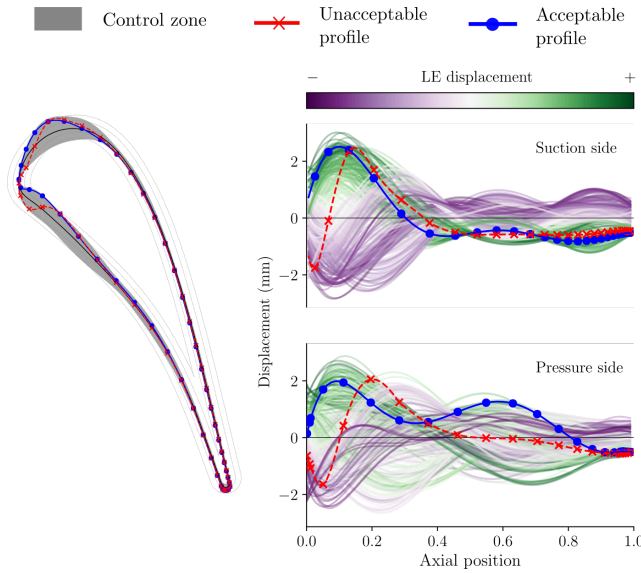 Control zone
Unacceptable
profile
Acceptable
profile
− LE displacement +
Suction side
2
0
−2
Displacement (mm)
Pressure side
2
0
−2
0.0 0.2 0.4 0.6 0.8 1.0
Axial position